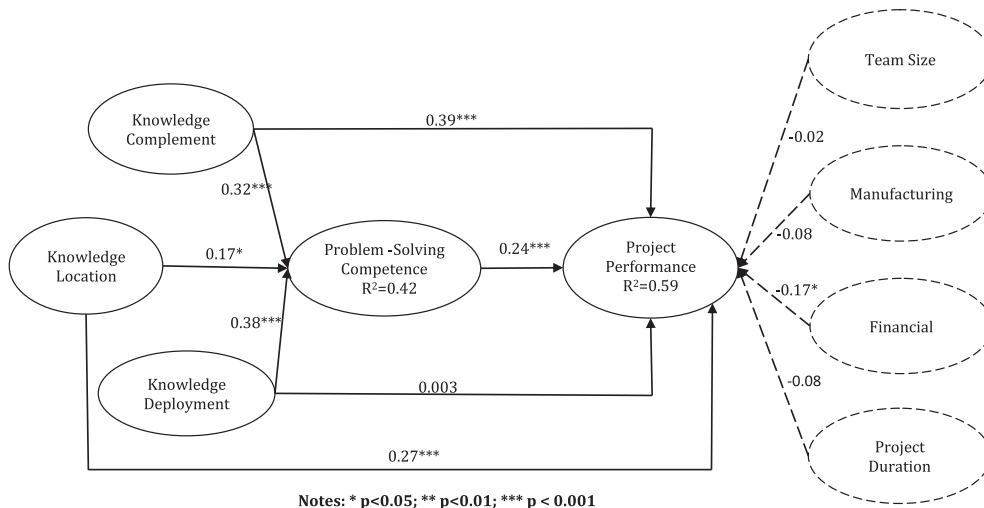 Team Size
Knowledge
Complement
0.39***
-0.02
0.32***
Manufacturing
Knowledge
Location
0.17*
Problem -Solving
Competence
R²=0.42
0.24***
Project
Performance
R²=0.59
-0.08
-0.17*
Financial
0.38***
Knowledge
Deployment
0.003
-0.08
Project
Duration
0.27***
Notes: * p<0.05; ** p<0.01; *** p < 0.001